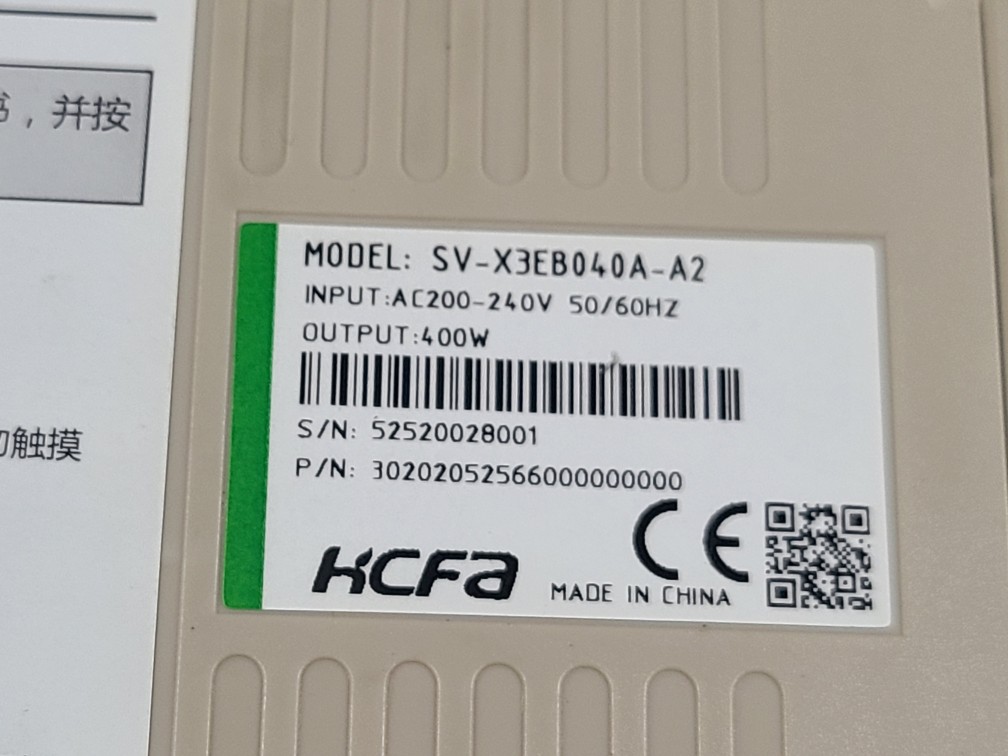 ，并按
触摸
MODEL: SV-X3EB040A-A2
INPUT:AC200-240V 50/60HZ
OUTPUT:400W
S/N: 52520028001
P/N: 30202052566000000000
CE
HCFa
MADE IN CHINA